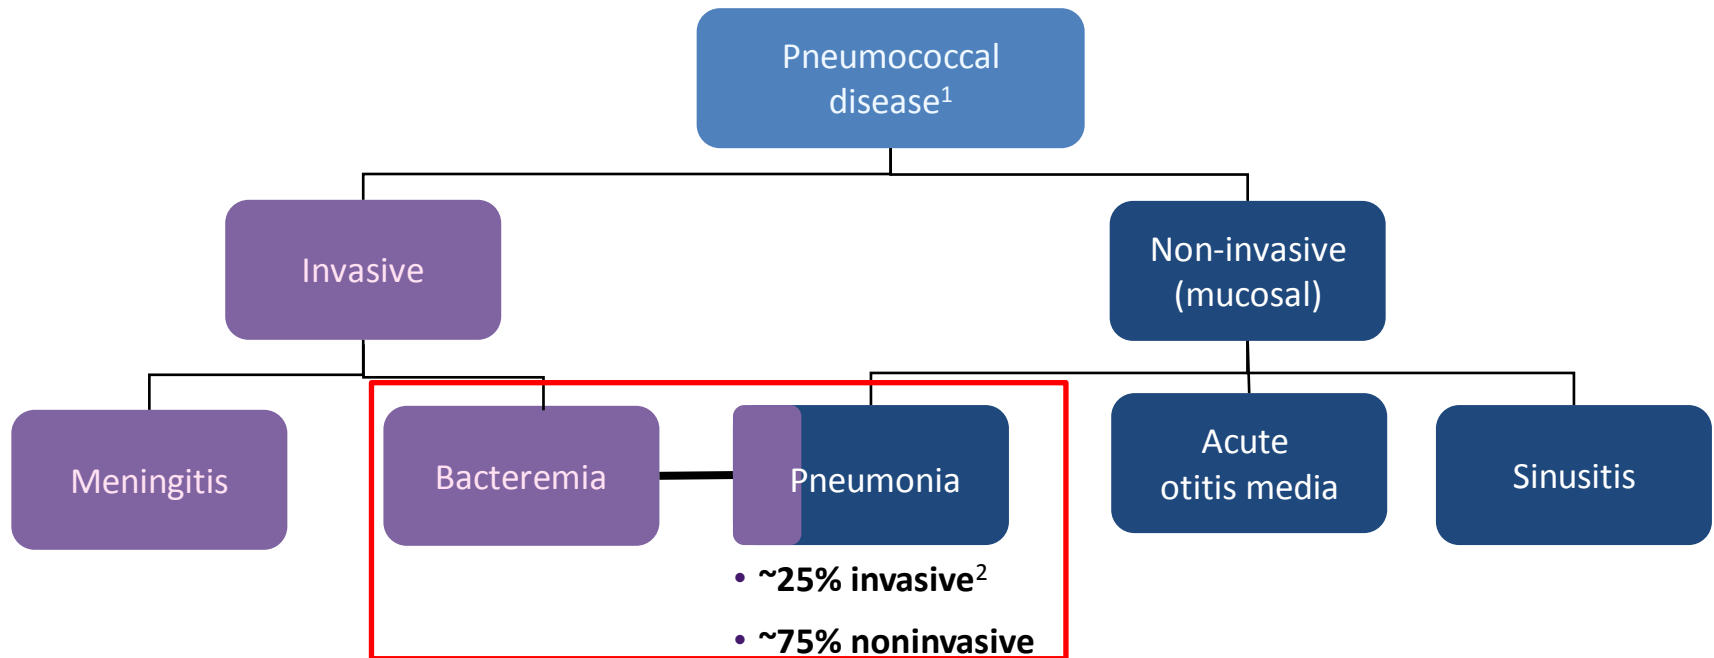 Pneumococcal
disease¹
Invasive
Non-invasive
(mucosal)
Meningitis
Bacteremia
Pneumonia
Acute
otitis media
Sinusitis
• ~25% invasive²
• ~75% noninvasive